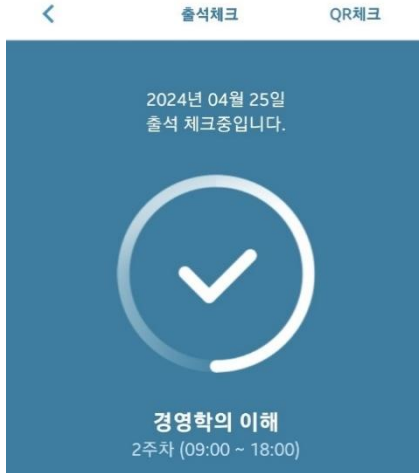 출석체크 QR체크
2024년 04월 25일
출석 체크중입니다.
경영학의 이해
2주차 (09:00 ~ 18:00)